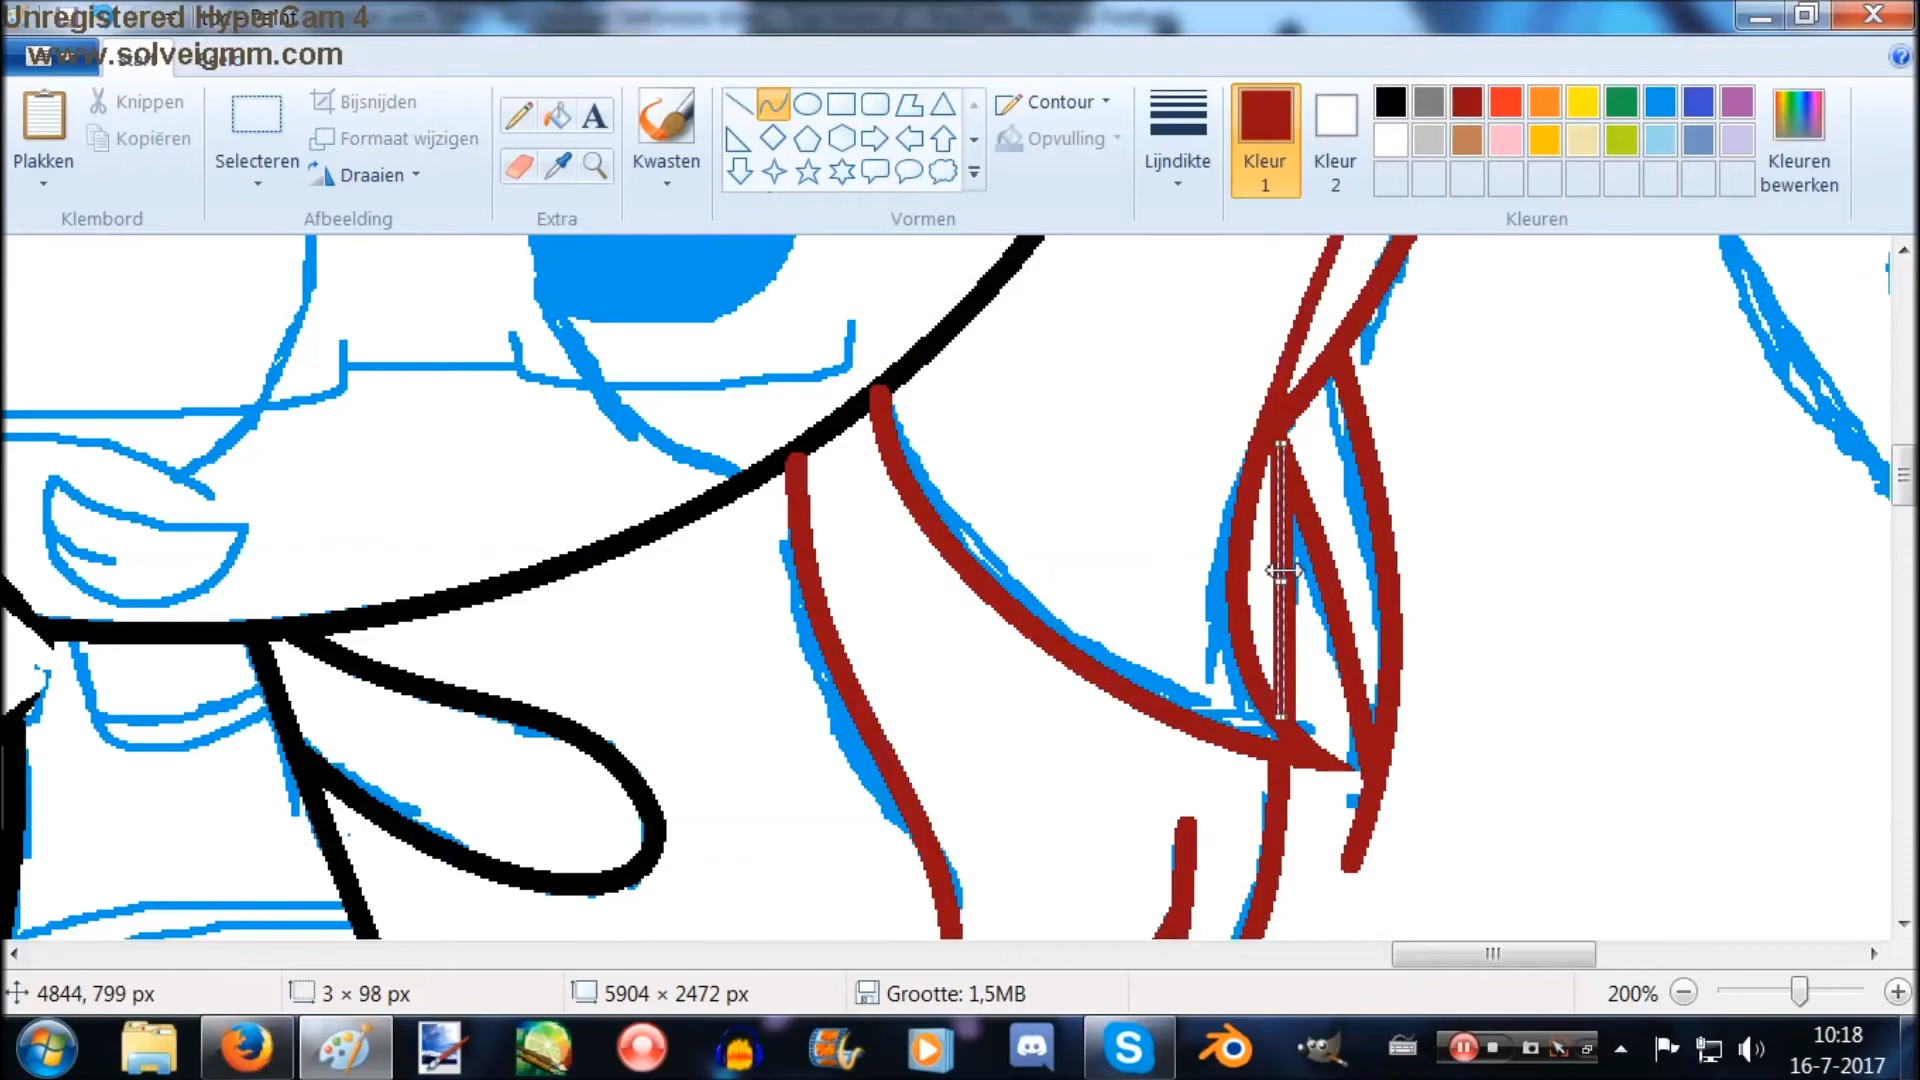 Unregistered HyperCam 4
www.solveigmm.com
Plakken
Knippen
Kopiëren
Klembord
Selecteren
Bijsnijden
Formaat wijzigen
Draaien
Afbeelding
A
Extra
Kwasten
Vormen
Contour
Opvulling
Lijndikte
Kleur
1
Kleur
2
Kleuren
bewerken
Kleuren
4844, 799 px
3 × 98 px
5904 × 2472 px
Grootte: 1,5MB
200%
10:18
16-7-2017